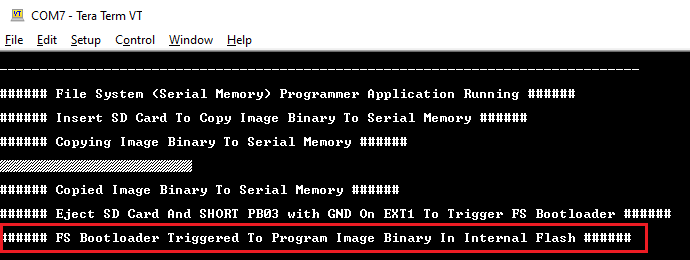 COM7 - Tera Term VT
File Edit Setup Control Window Help
###### File System (Serial Memory) Programmer Application Running ######
###### Insert SD Card To Copy Image Binary To Serial Memory ######
###### Copying Image Binary To Serial Memory ######
###### Copied Image Binary To Serial Memory ######
###### Eject SD Card And SHORT PB03 with GND On EXT1 To Trigger FS Bootloader ######
###### FS Bootloader Triggered To Program Image Binary In Internal Flash ######